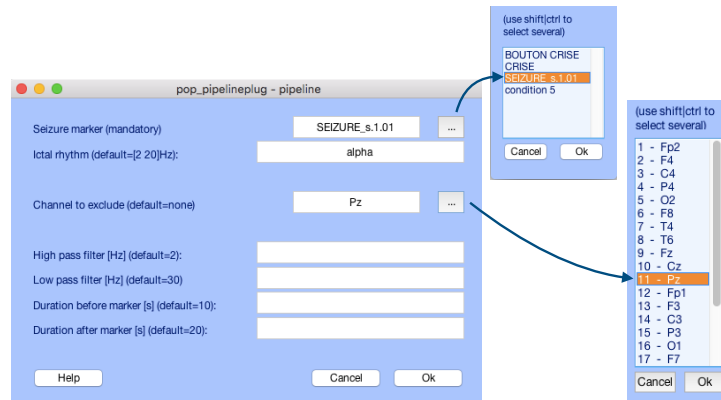 (use shift|ctrl to
select several)
BOUTON CRISE
CRISE
SEIZURE_s.1.01
condition 5
Cancel
Ok
pop_pipelineplug - pipeline
Seizure marker (mandatory)
SEIZURE_s.1.01
...
Ictal rhythm (default=[2 20]Hz):
alpha
Channel to exclude (default=none)
Pz
...
High pass filter [Hz] (default=2):
Low pass filter [Hz] (default=30)
Duration before marker [s] (default=10):
Duration after marker [s] (default=20):
Help
Cancel
Ok
(use shift|ctrl to
select several)
1 - Fp2
2 - F4
3 - C4
4 - P4
5 - O2
6 - F8
7 - T4
8 - T6
9 - Fz
10 - Cz
11 - Pz
12 - Fp1
13 - F3
14 - C3
15 - P3
16 - O1
17 - F7
Cancel
Ok